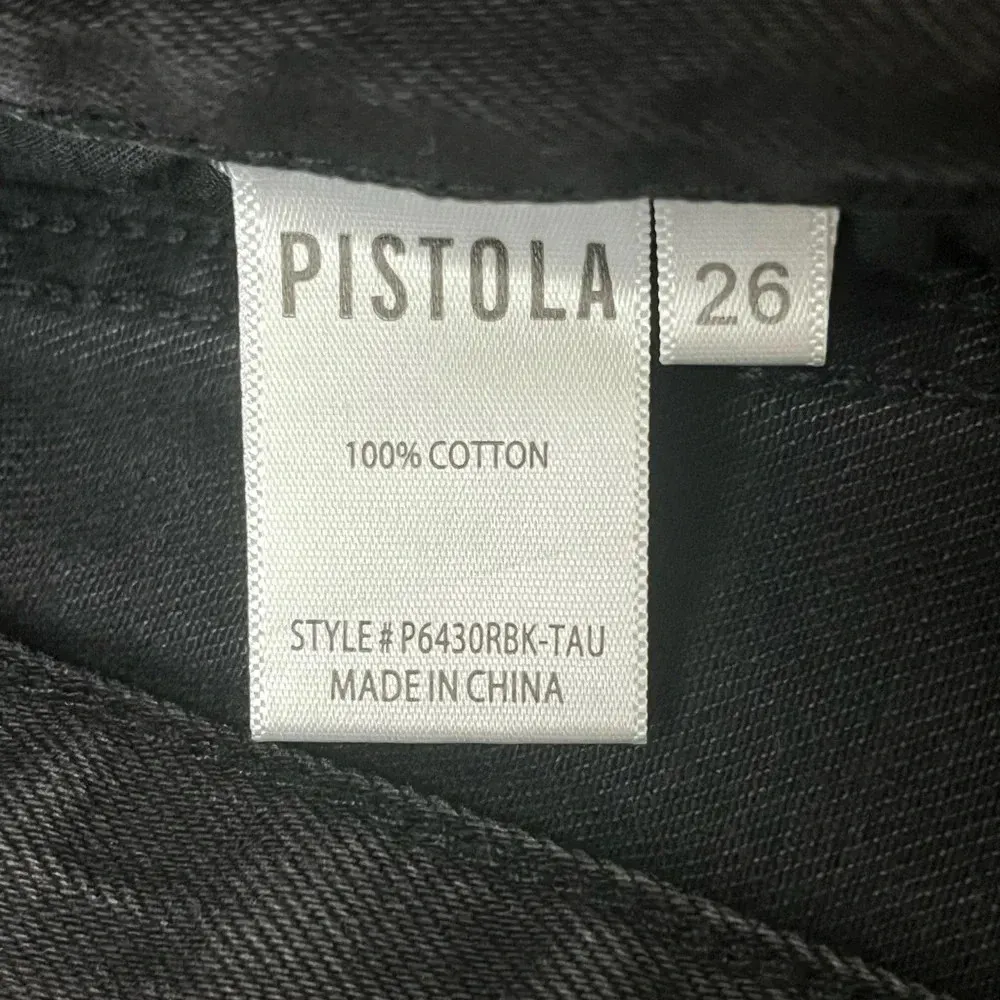 PISTOLA
26
100% COTTON
STYLE # P6430RBK-TAU
MADE IN CHINA